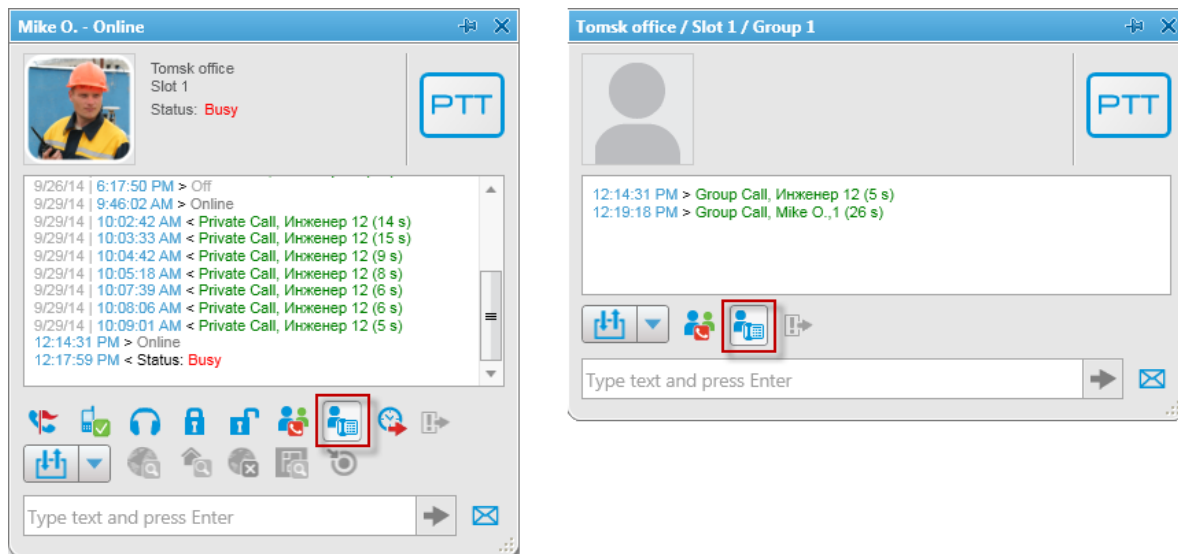 Mike O. - Online
Tomsk office
Slot 1
Status: Busy
PTT
9/26/14 | 6:17:50 PM > Off
9/29/14 | 9:46:02 AM > Online
9/29/14 | 10:02:42 AM < Private Call, Инженер 12 (14 s)
9/29/14 | 10:03:33 AM < Private Call, Инженер 12 (15 s)
9/29/14 | 10:04:42 AM < Private Call, Инженер 12 (9 s)
9/29/14 | 10:05:18 AM < Private Call, Инженер 12 (8 s)
9/29/14 | 10:07:39 AM < Private Call, Инженер 12 (6 s)
9/29/14 | 10:08:06 AM < Private Call, Инженер 12 (6 s)
9/29/14 | 10:09:01 AM < Private Call, Инженер 12 (5 s)
12:14:31 PM > Online
12:17:59 PM < Status: Busy
Type text and press Enter
Tomsk office / Slot 1 / Group 1
PTT
12:14:31 PM > Group Call, Инженер 12 (5 s)
12:19:18 PM > Group Call, Mike O.,1 (26 s)
Type text and press Enter